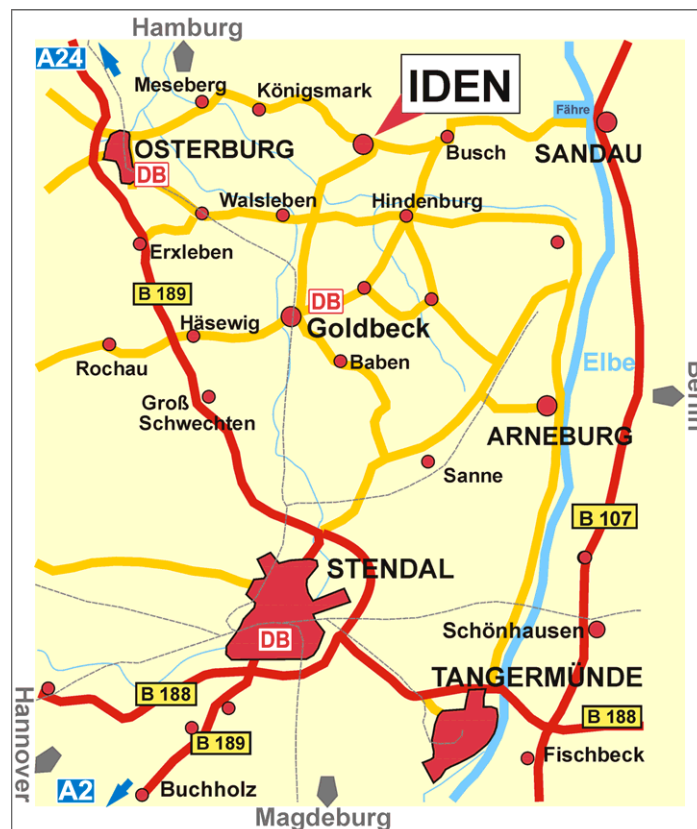 Hamburg
A24
Meseberg
Königsmark
IDEN
Fähre
OSTERBURG
Busch
SANDAU
DB
Walsleben
Hindenburg
Erxleben
B 189
DB
Häsewig
Goldbeck
Rochau
Baben
Elbe
Berlin
Groß
Schwechten
ARNEBURG
Sanne
B 107
STENDAL
DB
Schönhausen
TANGERMÜNDE
B 188
B 188
Hannover
B 189
Fischbeck
A2
Buchholz
Magdeburg